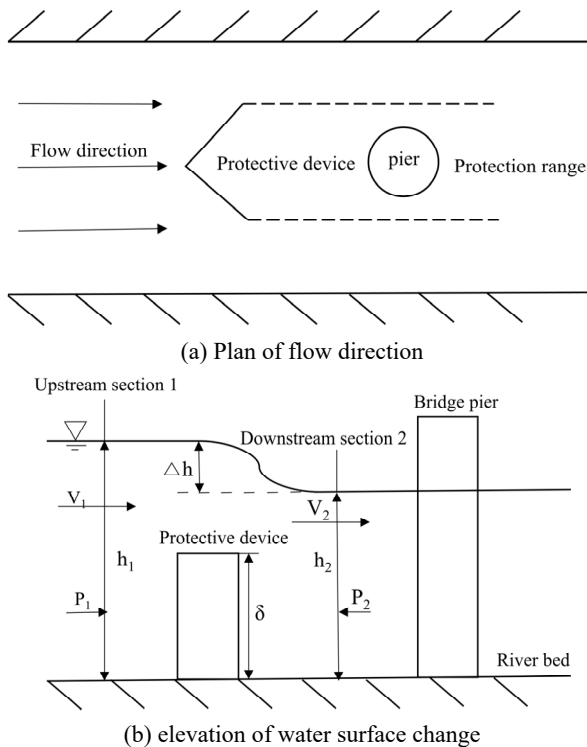 Flow direction
Protective device
pier
Protection range
(a) Plan of flow direction
Upstream section 1
Bridge pier
Downstream section 2
△h
V₁
V₂
Protective device
h₁
h₂
P₁
δ
P₂
River bed
(b) elevation of water surface change